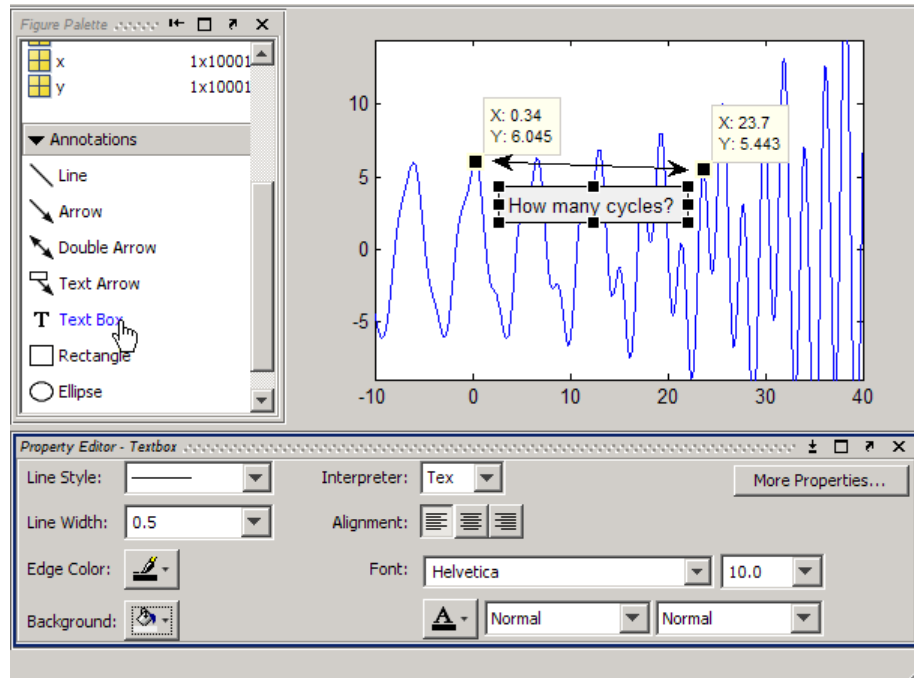 Figure Palette
x 1x10001
y 1x10001
Annotations
Line
Arrow
Double Arrow
Text Arrow
T Text Box
Rectangle
Ellipse
10
5
0
-5
-10 0 10 20 30 40
X: 0.34
Y: 6.045
X: 23.7
Y: 5.443
How many cycles?
Property Editor - Textbox
Line Style: Interpreter: Tex More Properties...
Line Width: 0.5 Alignment:
Edge Color: Font: Helvetica 10.0
Background: A Normal Normal